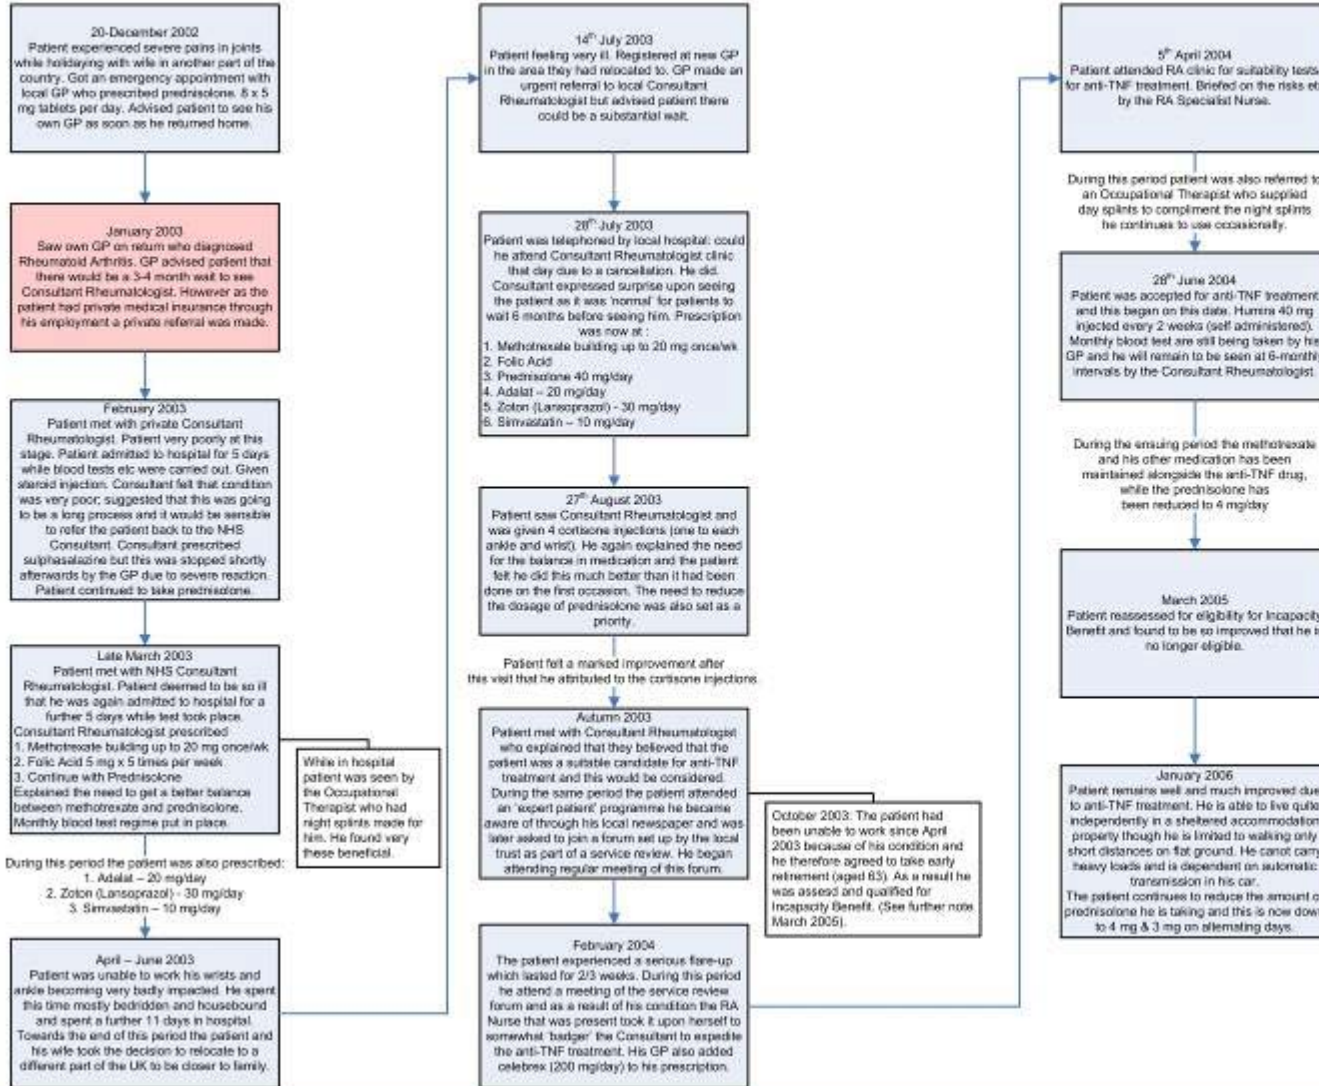 20-December 2002
Patient experienced severe pains in joints
while holidaying with wife in another part of the
country. Got an emergency appointment with
local GP who prescribed prednisolone. 8 x 5
mg tablets per day. Advised patient to see his
own GP as soon as he returned home.
January 2003
Saw own GP on return who diagnosed
Rheumatoid Arthritis. GP advised patient that
there would be a 3-4 month wait to see
Consultant Rheumatologist. However as the
patient had private medical insurance through
his employment a private referral was made.
February 2003
Patient met with private Consultant
Rheumatologist. Patient very poorly at this
stage. Patient admitted to hospital for 5 days
while blood tests etc were carried out. Given
steroid injection. Consultant felt that condition
was very poor; suggested that this was going
to be a long process and it would be sensible
to refer the patient back to the NHS
Consultant. Consultant prescribed
sulphasalazine but this was stopped shortly
afterwards by the GP due to severe reaction.
Patient continued to take prednisolone.
Late March 2003
Patient met with NHS Consultant
Rheumatologist. Patient deemed to be so ill
that he was again admitted to hospital for a
further 5 days while test took place.
Consultant Rheumatologist prescribed
1. Methotrexate building up to 20 mg once/wk
2. Folic Acid 5 mg x 5 times per week
3. Continue with Prednisolone
Explained the need to get a better balance
between methotrexate and prednisolone.
Monthly blood test regime put in place.
While in hospital
patient was seen by
the Occupational
Therapist who had
night splints made for
him. He found very
these beneficial.
During this period the patient was also prescribed:
1. Adalat – 20 mg/day
2. Zoton (Lansoprazol) - 30 mg/day
3. Simvastatin – 10 mg/day
April – June 2003
Patient was unable to work his wrists and
ankle becoming very badly impacted. He spent
this time mostly bedridden and housebound
and spent a further 11 days in hospital.
Towards the end of this period the patient and
his wife took the decision to relocate to a
different part of the UK to be closer to family.
14th July 2003
Patient feeling very ill. Registered at new GP
in the area they had relocated to. GP made an
urgent referral to local Consultant
Rheumatologist but advised patient there
could be a substantial wait.
28th July 2003
Patient was telephoned by local hospital: could
he attend Consultant Rheumatologist clinic
that day due to a cancellation. He did.
Consultant expressed surprise upon seeing
the patient as it was 'normal' for patients to
wait 6 months before seeing him. Prescription
was now at :
1. Methotrexate building up to 20 mg once/wk
2. Folic Acid
3. Prednisolone 40 mg/day
4. Adalat – 20 mg/day
5. Zoton (Lansoprazol) - 30 mg/day
6. Simvastatin – 10 mg/day
27th August 2003
Patient saw Consultant Rheumatologist and
was given 4 cortisone injections (one to each
ankle and wrist). He again explained the need
for the balance in medication and the patient
felt he did this much better than it had been
done on the first occasion. The need to reduce
the dosage of prednisolone was also set as a
priority.
Patient felt a marked improvement after
this visit that he attributed to the cortisone injections
Autumn 2003
Patient met with Consultant Rheumatologist
who explained that they believed that the
patient was a suitable candidate for anti-TNF
treatment and this would be considered.
During the same period the patient attended
an 'expert patient' programme he became
aware of through his local newspaper and was
later asked to join a forum set up by the local
trust as part of a service review. He began
attending regular meeting of this forum.
October 2003: The patient had
been unable to work since April
2003 because of his condition and
he therefore agreed to take early
retirement (aged 63). As a result he
was assesd and qualified for
Incapacity Benefit. (See further note
March 2005).
February 2004
The patient experienced a serious flare-up
which lasted for 2/3 weeks. During this period
he attend a meeting of the service review
forum and as a result of his condition the RA
Nurse that was present took it upon herself to
somewhat 'badger' the Consultant to expedite
the anti-TNF treatment. His GP also added
celebrex (200 mg/day) to his prescription.
5th April 2004
Patient attended RA clinic for suitability tests
for anti-TNF treatment. Briefed on the risks etc
by the RA Specialist Nurse.
During this period patient was also referred to
an Occupational Therapist who supplied
day splints to compliment the night splints
he continues to use occasionally.
28th June 2004
Patient was accepted for anti-TNF treatment
and this began on this date. Humira 40 mg
injected every 2 weeks (self administered).
Monthly blood test are still being taken by his
GP and he will remain to be seen at 6-monthly
intervals by the Consultant Rheumatologist
During the ensuing period the methotrexate
and his other medication has been
maintained alongside the anti-TNF drug,
while the prednisolone has
been reduced to 4 mg/day
March 2005
Patient reassessed for eligibility for Incapacity
Benefit and found to be so improved that he is
no longer eligible.
January 2006
Patient remains well and much improved due
to anti-TNF treatment. He is able to live quite
independently in a sheltered accommodation
property though he is limited to walking only
short distances on flat ground. He canot carry
heavy loads and is dependent on automatic
transmission in his car.
The patient continues to reduce the amount of
prednisolone he is taking and this is now down
to 4 mg & 3 mg on alternating days.